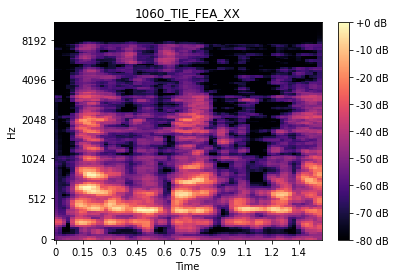 1060_TIE_FEA_XX
8192
4096
2048
1024
512
0
Hz
0 0.15 0.3 0.45 0.6 0.75 0.9 1.1 1.2 1.4
Time
+0 dB
-10 dB
-20 dB
-30 dB
-40 dB
-50 dB
-60 dB
-70 dB
-80 dB